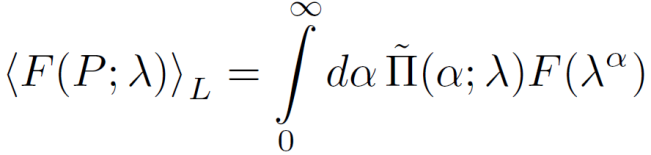 ⟨F(P; λ)⟩_L = ∫_0^∞ dα Π̃(α; λ)F(λ^α)